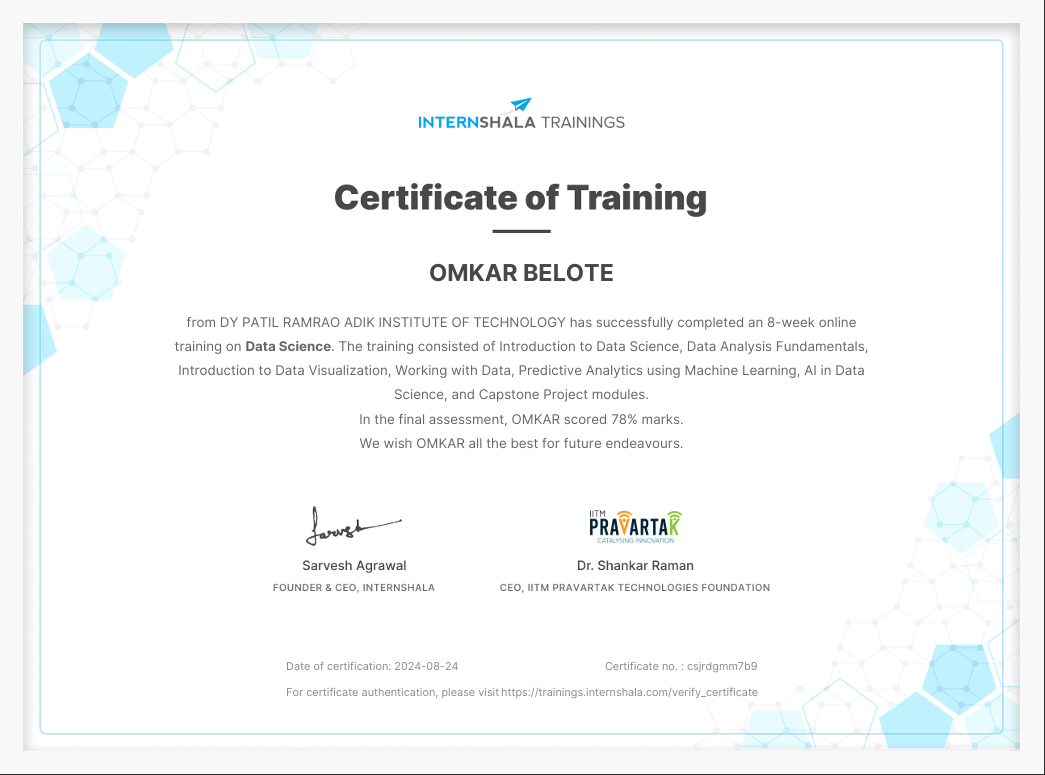 INTERNSHALA TRAININGS
Certificate of Training
OMKAR BELOTE
from DY PATIL RAMRAO ADIK INSTITUTE OF TECHNOLOGY has successfully completed an 8-week online
training on Data Science. The training consisted of Introduction to Data Science, Data Analysis Fundamentals,
Introduction to Data Visualization, Working with Data, Predictive Analytics using Machine Learning, AI in Data
Science, and Capstone Project modules.
In the final assessment, OMKAR scored 78% marks.
We wish OMKAR all the best for future endeavours.
Sarvesh
IITM
PRAVARTAK
CATALYSING INNOVATION
Sarvesh Agrawal
Dr. Shankar Raman
FOUNDER & CEO, INTERNSHALA
CEO, IITM PRAVARTAK TECHNOLOGIES FOUNDATION
Date of certification: 2024-08-24
Certificate no. : csjrdgmm7b9
For certificate authentication, please visit https://trainings.internshala.com/verify_certificate